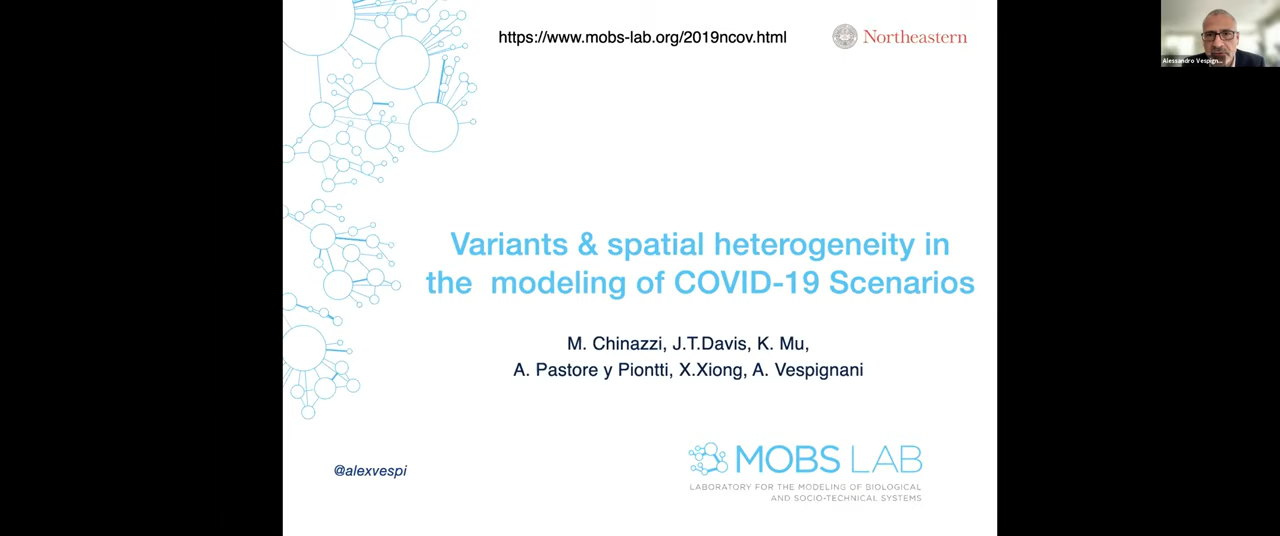 https://www.mobs-lab.org/2019ncov.html
Northeastern
Alessandro Vespign...
Variants & spatial heterogeneity in
the modeling of COVID-19 Scenarios
M. Chinazzi, J.T.Davis, K. Mu,
A. Pastore y Piontti, X.Xiong, A. Vespignani
@alexvespi
MOBS LAB
LABORATORY FOR THE MODELING OF BIOLOGICAL
AND SOCIO-TECHNICAL SYSTEMS